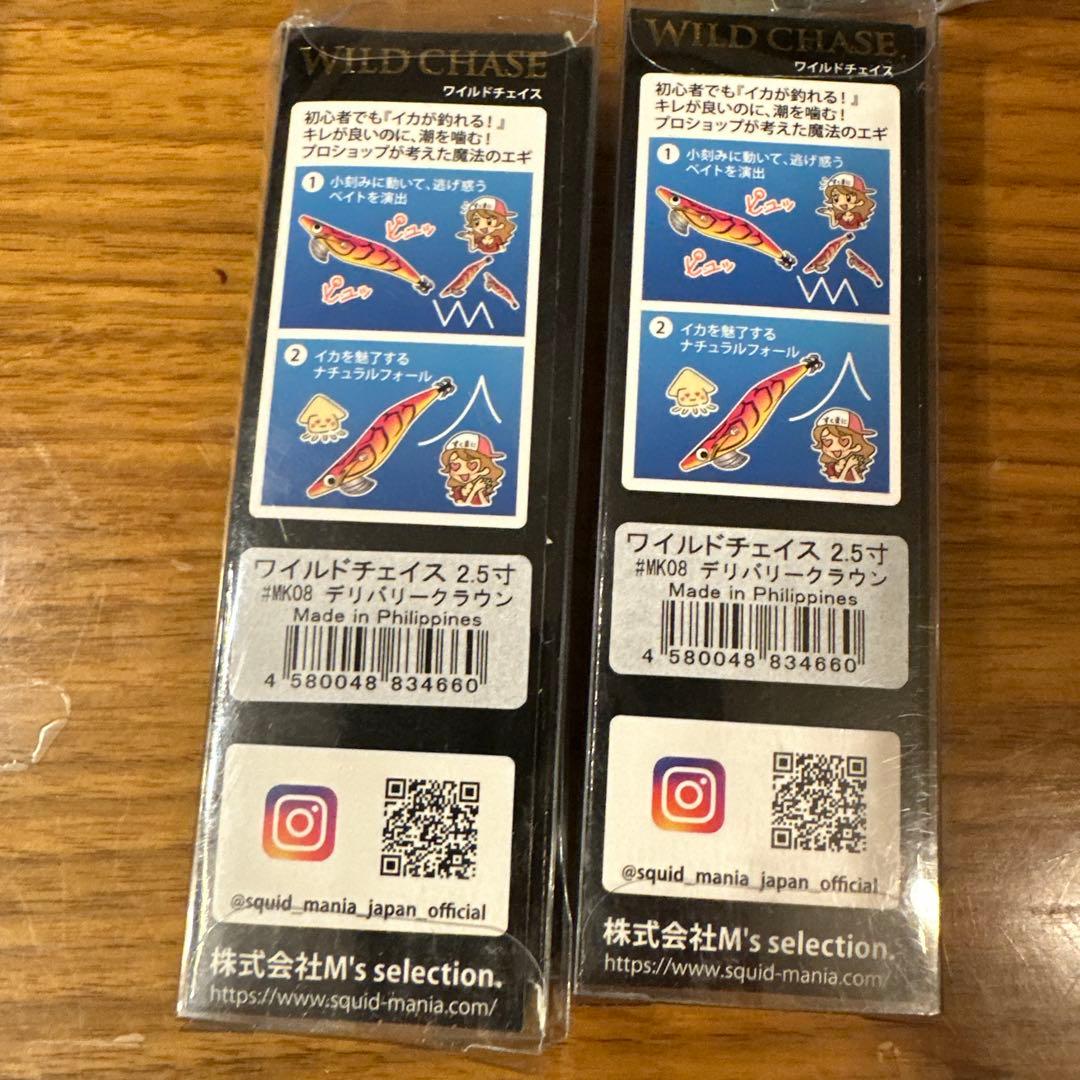 WILD CHASE
ワイルドチェイス
初心者でも『イカが釣れる！』
キレが良いのに、潮を噛む！
プロショップが考えた魔法のエギ
1 小刻みに動いて、逃げ惑う
ベイトを演出
ピュッ
ピュッ
2 イカを魅了する
ナチュラルフォール
ワイルドチェイス 2.5寸
#MK08 デリバリークラウン
Made in Philippines
4 580048 834660
@squid_mania_japan_official
株式会社M's selection.
https://www.squid-mania.com/
WILD CHASE
ワイルドチェイス
初心者でも『イカが釣れる！』
キレが良いのに、潮を噛む！
プロショップが考えた魔法のエギ
1 小刻みに動いて、逃げ惑う
ベイトを演出
ピュッ
ピュッ
2 イカを魅了する
ナチュラルフォール
ワイルドチェイス 2.5寸
#MK08 デリバリークラウン
Made in Philippines
4 580048 834660
@squid_mania_japan_official
株式会社M's selection.
https://www.squid-mania.com/